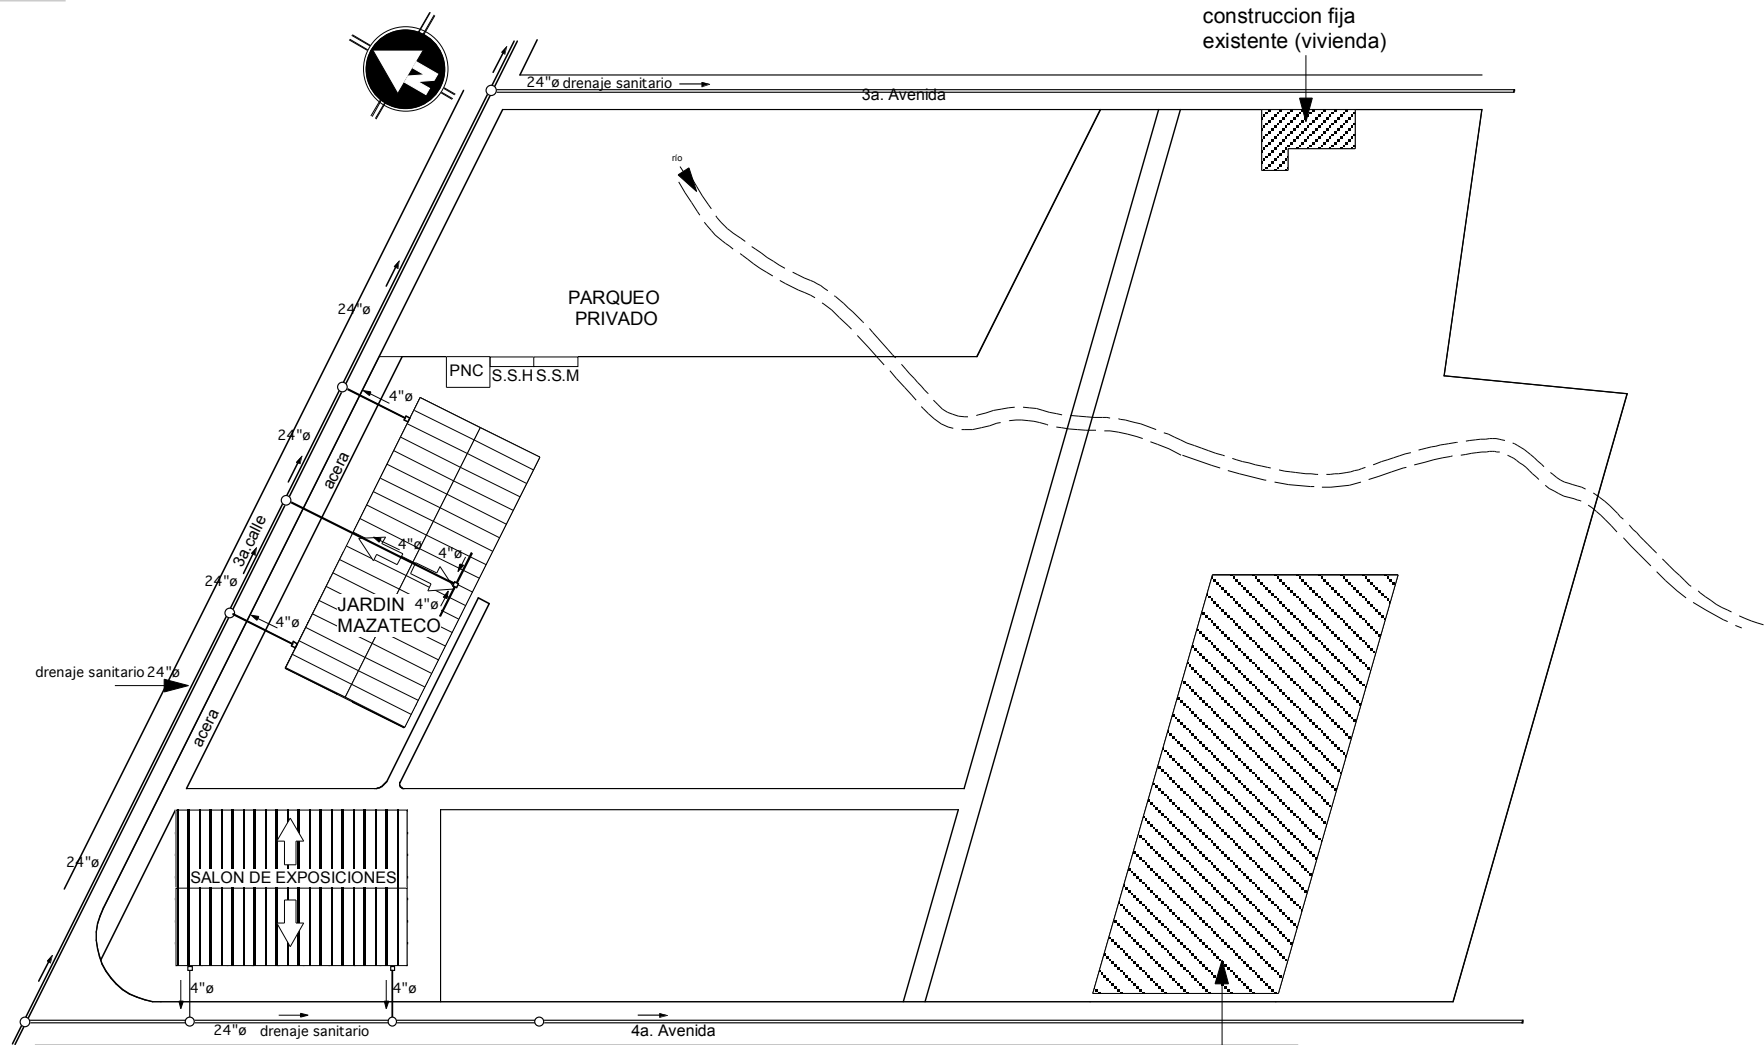 construccion fija
existente (vivienda)
N
24"ø drenaje sanitario
3a. Avenida
río
24"ø
PARQUEO
PRIVADO
PNC
S.S.H
S.S.M
4"ø
24"ø
acera
3a.calle
4"ø
4"ø
24"ø
JARDIN
MAZATECO
4"ø
4"ø
drenaje sanitario 24"ø
acera
24"ø
SALON DE EXPOSICIONES
4"ø
4"ø
24"ø drenaje sanitario
4a. Avenida